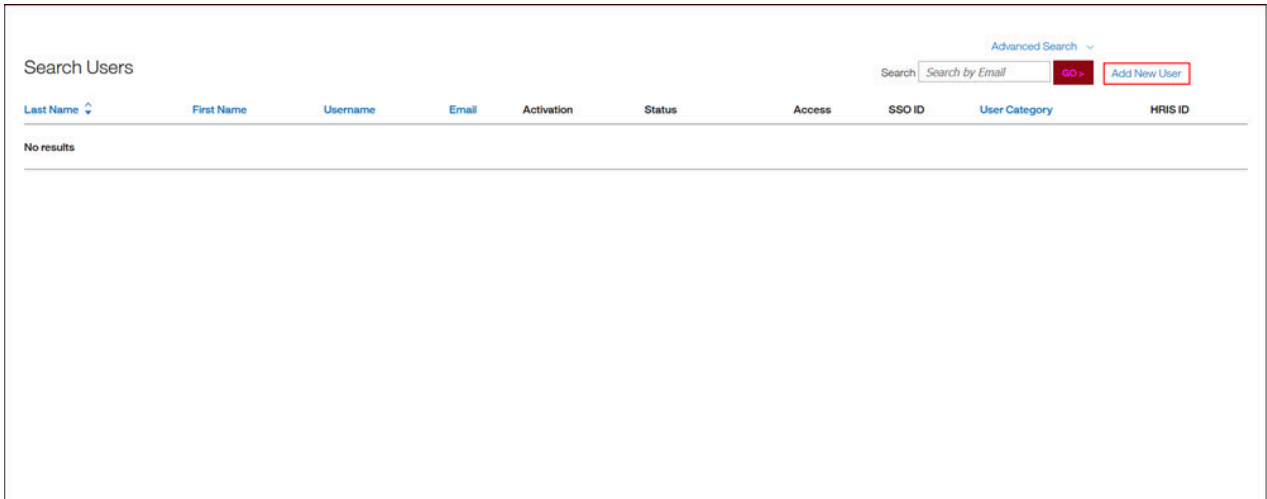 Advanced Search
Search Users
Search Search by Email GO > Add New User
Last Name First Name Username Email Activation Status Access SSO ID User Category HRIS ID
No results